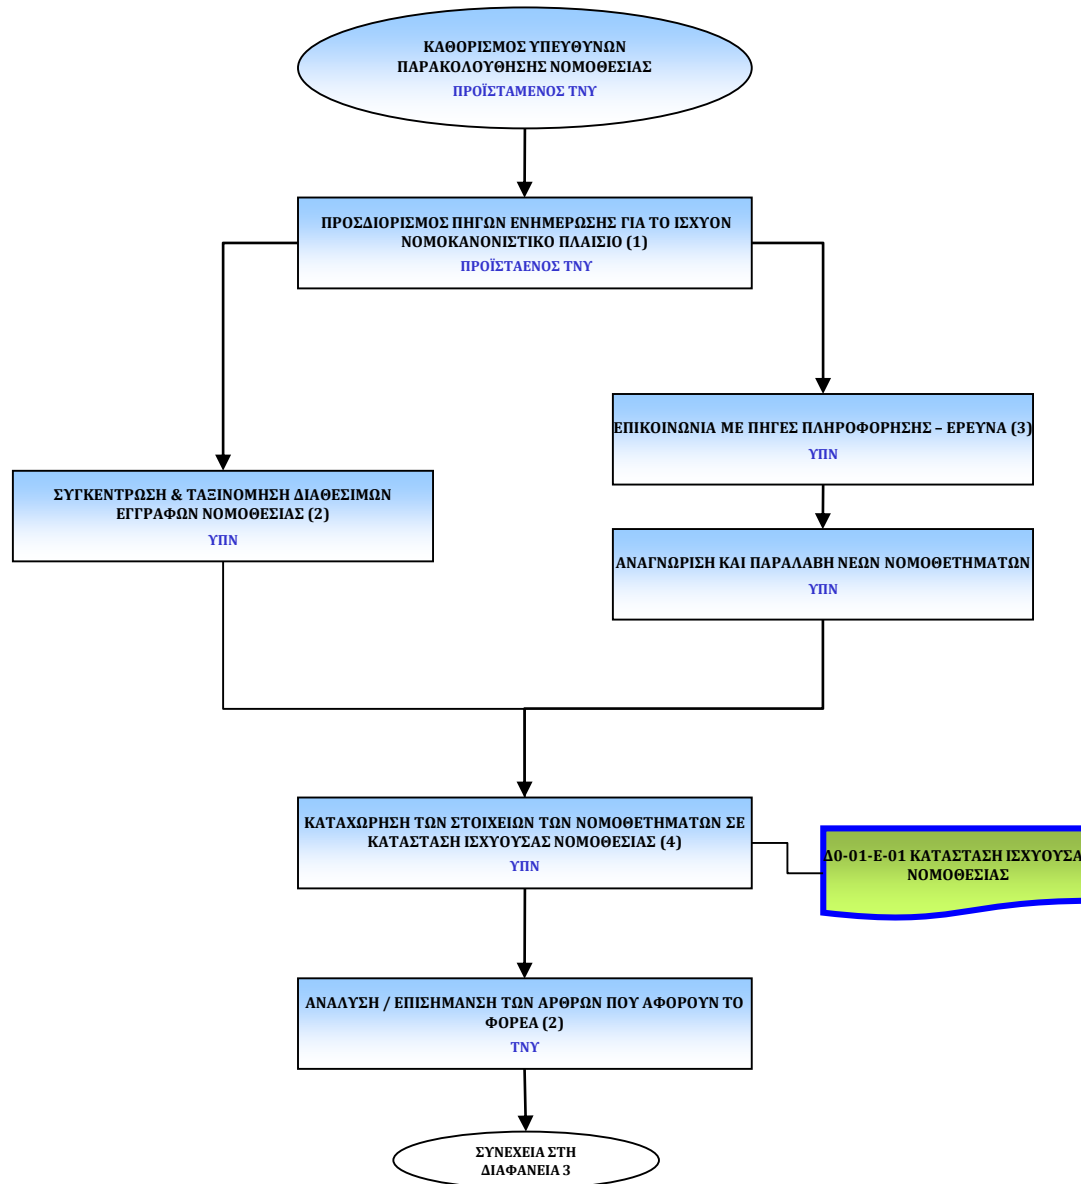 ΚΑΘΟΡΙΣΜΟΣ ΥΠΕΥΘΥΝΩΝ
ΠΑΡΑΚΟΛΟΥΘΗΣΗΣ ΝΟΜΟΘΕΣΙΑΣ
ΠΡΟΪΣΤΑΜΕΝΟΣ ΤΝΥ
ΠΡΟΣΔΙΟΡΙΣΜΟΣ ΠΗΓΩΝ ΕΝΗΜΕΡΩΣΗΣ ΓΙΑ ΤΟ ΙΣΧΥΟΝ
ΝΟΜΟΚΑΝΟΝΙΣΤΙΚΟ ΠΛΑΙΣΙΟ (1)
ΠΡΟΪΣΤΑΕΝΟΣ ΤΝΥ
ΕΠΙΚΟΙΝΩΝΙΑ ΜΕ ΠΗΓΕΣ ΠΛΗΡΟΦΟΡΗΣΗΣ – ΕΡΕΥΝΑ (3)
ΥΠΝ
ΣΥΓΚΕΝΤΡΩΣΗ & ΤΑΞΙΝΟΜΗΣΗ ΔΙΑΘΕΣΙΜΩΝ
ΕΓΓΡΑΦΩΝ ΝΟΜΟΘΕΣΙΑΣ (2)
ΥΠΝ
ΑΝΑΓΝΩΡΙΣΗ ΚΑΙ ΠΑΡΑΛΑΒΗ ΝΕΩΝ ΝΟΜΟΘΕΤΗΜΑΤΩΝ
ΥΠΝ
ΚΑΤΑΧΩΡΗΣΗ ΤΩΝ ΣΤΟΙΧΕΙΩΝ ΤΩΝ ΝΟΜΟΘΕΤΗΜΑΤΩΝ ΣΕ
ΚΑΤΑΣΤΑΣΗ ΙΣΧΥΟΥΣΑΣ ΝΟΜΟΘΕΣΙΑΣ (4)
ΥΠΝ
Δ0-01-Ε-01 ΚΑΤΑΣΤΑΣΗ ΙΣΧΥΟΥΣΑ
ΝΟΜΟΘΕΣΙΑΣ
ΑΝΑΛΥΣΗ / ΕΠΙΣΗΜΑΝΣΗ ΤΩΝ ΑΡΘΡΩΝ ΠΟΥ ΑΦΟΡΟΥΝ ΤΟ
ΦΟΡΕΑ (2)
ΤΝΥ
ΣΥΝΕΧΕΙΑ ΣΤΗ
ΔΙΑΦΑΝΕΙΑ 3